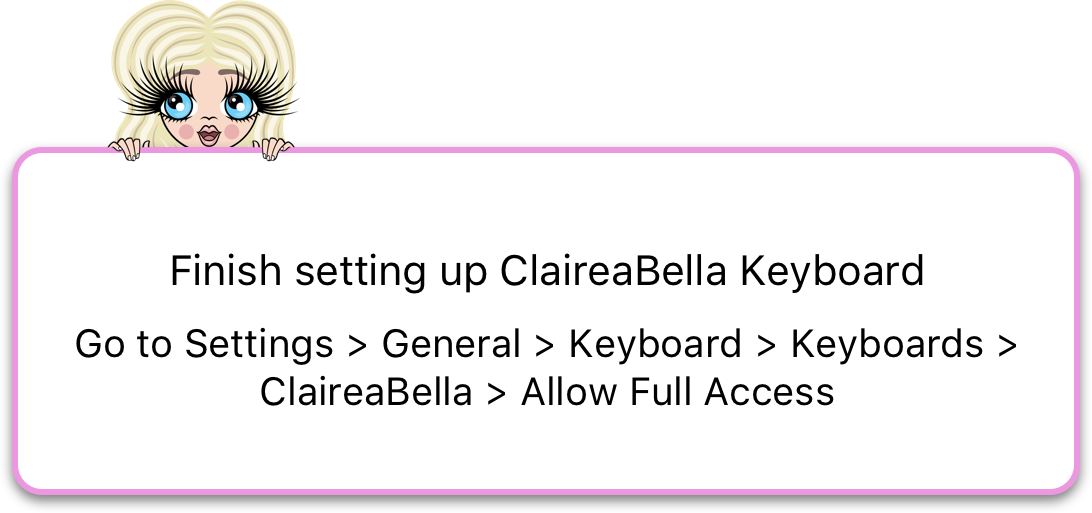 Finish setting up ClaireaBella Keyboard
Go to Settings > General > Keyboard > Keyboards >
ClaireaBella > Allow Full Access